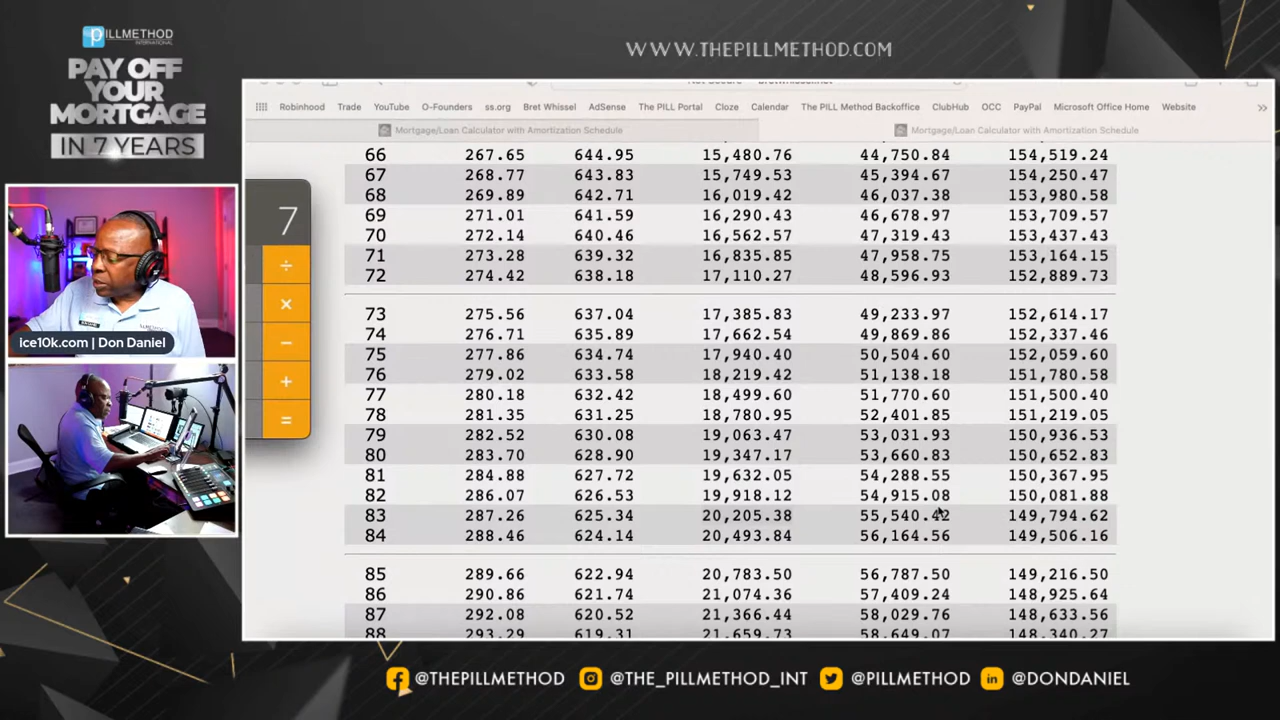 PILLMETHOD
INTERNATIONAL
PAY OFF
YOUR
MORTGAGE
IN 7 YEARS
WWW.THEPILLMETHOD.COM
Robinhood Trade YouTube O-Founders ss.org Bret Whissel AdSense The PILL Portal Cloze Calendar The PILL Method Backoffice ClubHub OCC PayPal Microsoft Office Home Website
Mortgage/Loan Calculator with Amortization Schedule Mortgage/Loan Calculator with Amortization Schedule
66 267.65 644.95 15,480.76 44,750.84 154,519.24
67 268.77 643.83 15,749.53 45,394.67 154,250.47
68 269.89 642.71 16,019.42 46,037.38 153,980.58
69 271.01 641.59 16,290.43 46,678.97 153,709.57
70 272.14 640.46 16,562.57 47,319.43 153,437.43
71 273.28 639.32 16,835.85 47,958.75 153,164.15
72 274.42 638.18 17,110.27 48,596.93 152,889.73
73 275.56 637.04 17,385.83 49,233.97 152,614.17
74 276.71 635.89 17,662.54 49,869.86 152,337.46
75 277.86 634.74 17,940.40 50,504.60 152,059.60
76 279.02 633.58 18,219.42 51,138.18 151,780.58
77 280.18 632.42 18,499.60 51,770.60 151,500.40
78 281.35 631.25 18,780.95 52,401.85 151,219.05
79 282.52 630.08 19,063.47 53,031.93 150,936.53
80 283.70 628.90 19,347.17 53,660.83 150,652.83
81 284.88 627.72 19,632.05 54,288.55 150,367.95
82 286.07 626.53 19,918.12 54,915.08 150,081.88
83 287.26 625.34 20,205.38 55,540.42 149,794.62
84 288.46 624.14 20,493.84 56,164.56 149,506.16
85 289.66 622.94 20,783.50 56,787.50 149,216.50
86 290.86 621.74 21,074.36 57,409.24 148,925.64
87 292.08 620.52 21,366.44 58,029.76 148,633.56
88 293.29 619.31 21,659.73 58,649.07 148,340.27
7
÷
×
−
+
=
ice10k.com | Don Daniel
@THEPILLMETHOD @THE_PILLMETHOD_INT @PILLMETHOD @DONDANIEL